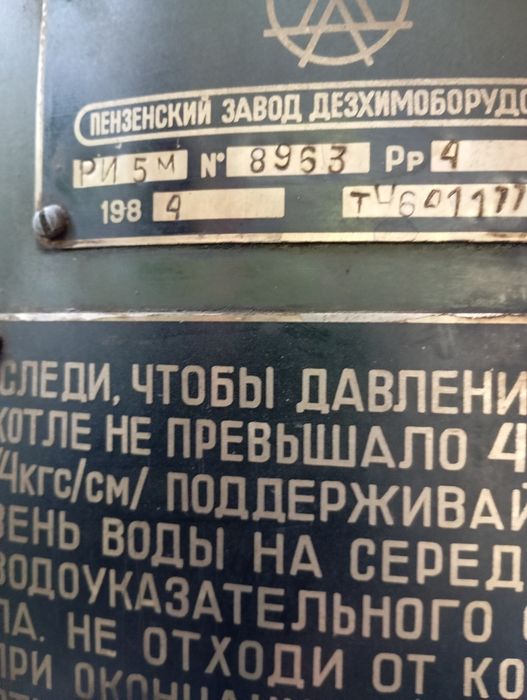 ПЕНЗЕНСКИЙ ЗАВОД ДЕЗХИМОБОРУДО
РИ 5М № 8963 Рр 4
198 4
СЛЕДИ, ЧТОБЫ ДАВЛЕНИ
КОТЛЕ НЕ ПРЕВЫШАЛО 4
/4КГС/СМ/ ПОДДЕРЖИВАЙ
ВЕНЬ ВОДЫ НА СЕРЕД
ВОДОУКАЗАТЕЛЬНОГО
ЛА. НЕ ОТХОДИ ОТ КО
ПРИ